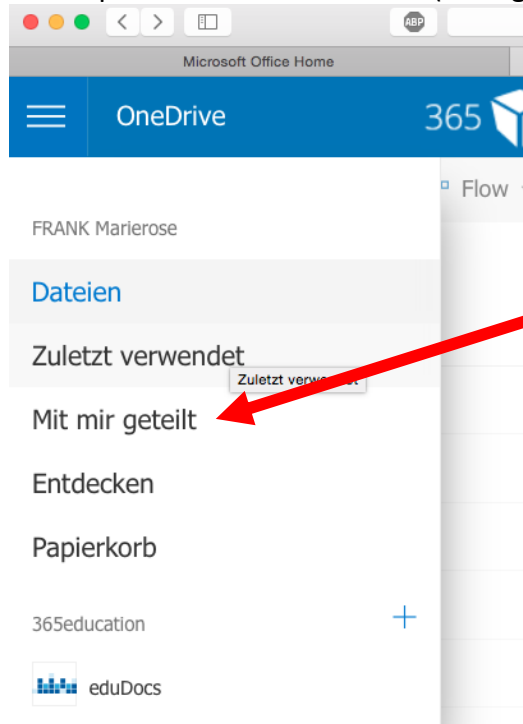 ABP
Microsoft Office Home
OneDrive 365
Flow
FRANK Marierose
Dateien
Zuletzt verwendet
Zuletzt
Mit mir geteilt
Entdecken
Papierkorb
365education +
eduDocs